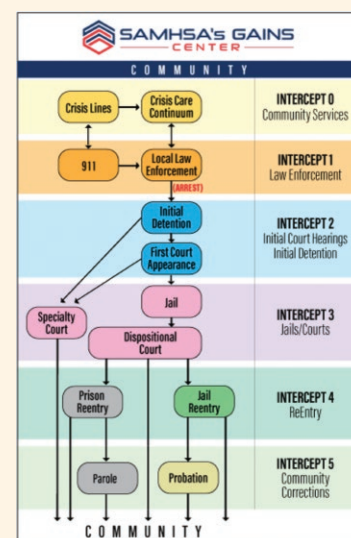 SAMHSA's GAINS
CENTER
COMMUNITY
Crisis Lines
Crisis Care
Continuum
INTERCEPT 0
Community Services
911
Local Law
Enforcement
(ARREST)
INTERCEPT 1
Law Enforcement
Initial
Detention
First Court
Appearance
INTERCEPT 2
Initial Court Hearings
Initial Detention
Specialty
Court
Jail
Dispositional
Court
INTERCEPT 3
Jails/Courts
Prison
Reentry
Jail
Reentry
INTERCEPT 4
ReEntry
Parole
Probation
INTERCEPT 5
Community
Corrections
COMMUNITY